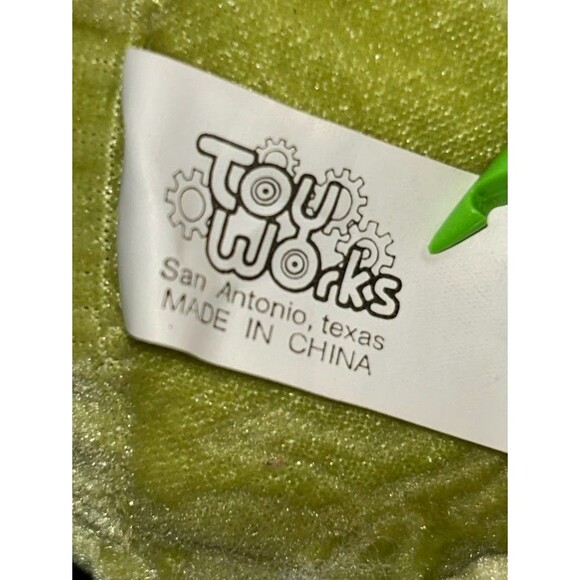 Toy
Works
San Antonio, texas
MADE IN CHINA